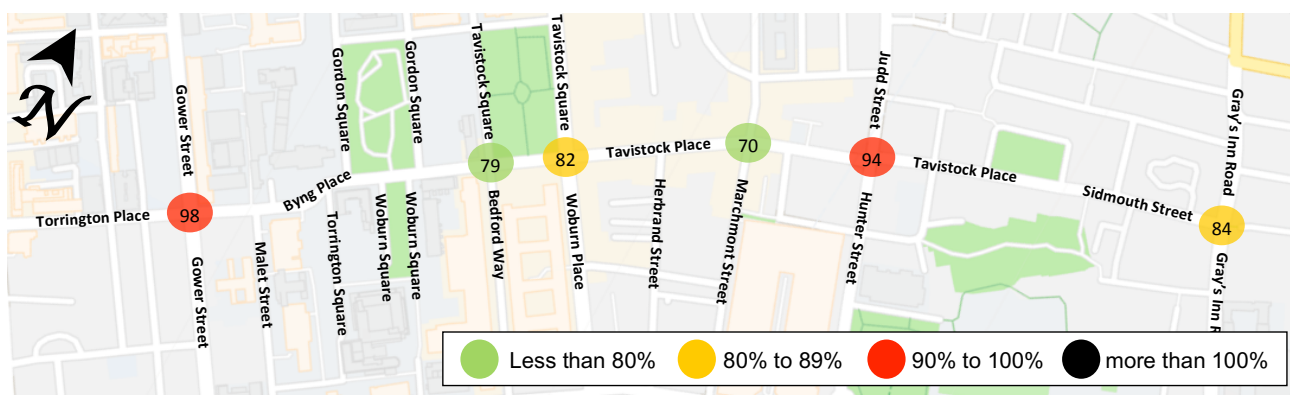 N
Gower Street
Gordon Square
Gordon Square
Tavistock Square
Tavistock Square
Judd Street
Gray's Inn Road
Torrington Place
98
Byng Place
79
82
Tavistock Place
70
94
Tavistock Place
Sidmouth Street
84
Gower Street
Malet Street
Torrington Square
Woburn Square
Woburn Square
Bedford Way
Woburn Place
Herbrand Street
Marchmont Street
Hunter Street
Gray's Inn R
Less than 80%
80% to 89%
90% to 100%
more than 100%